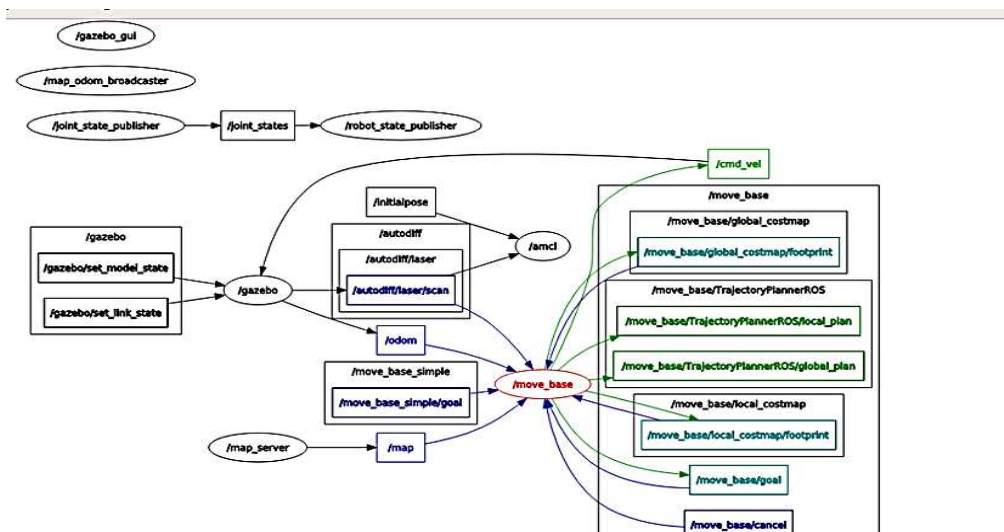 /gazebo_gui
/map_odom_broadcaster
/joint_state_publisher
/joint_states
/robot_state_publisher
/cmd_vel
/move_base
/initialpose
/move_base/global_costmap
/gazebo
/autodiff
/amcl
/move_base/global_costmap/footprint
/autodiff/laser
/gazebo/set_model_state
/gazebo
/autodiff/laser/scan
/move_base/TrajectoryPlannerROS
/gazebo/set_link_state
/move_base/TrajectoryPlannerROS/local_plan
/odom
/move_base_simple
/move_base
/move_base/TrajectoryPlannerROS/global_plan
/move_base_simple/goal
/move_base/local_costmap
/map_server
/map
/move_base/local_costmap/footprint
/move_base/goal
/move_base/cancel